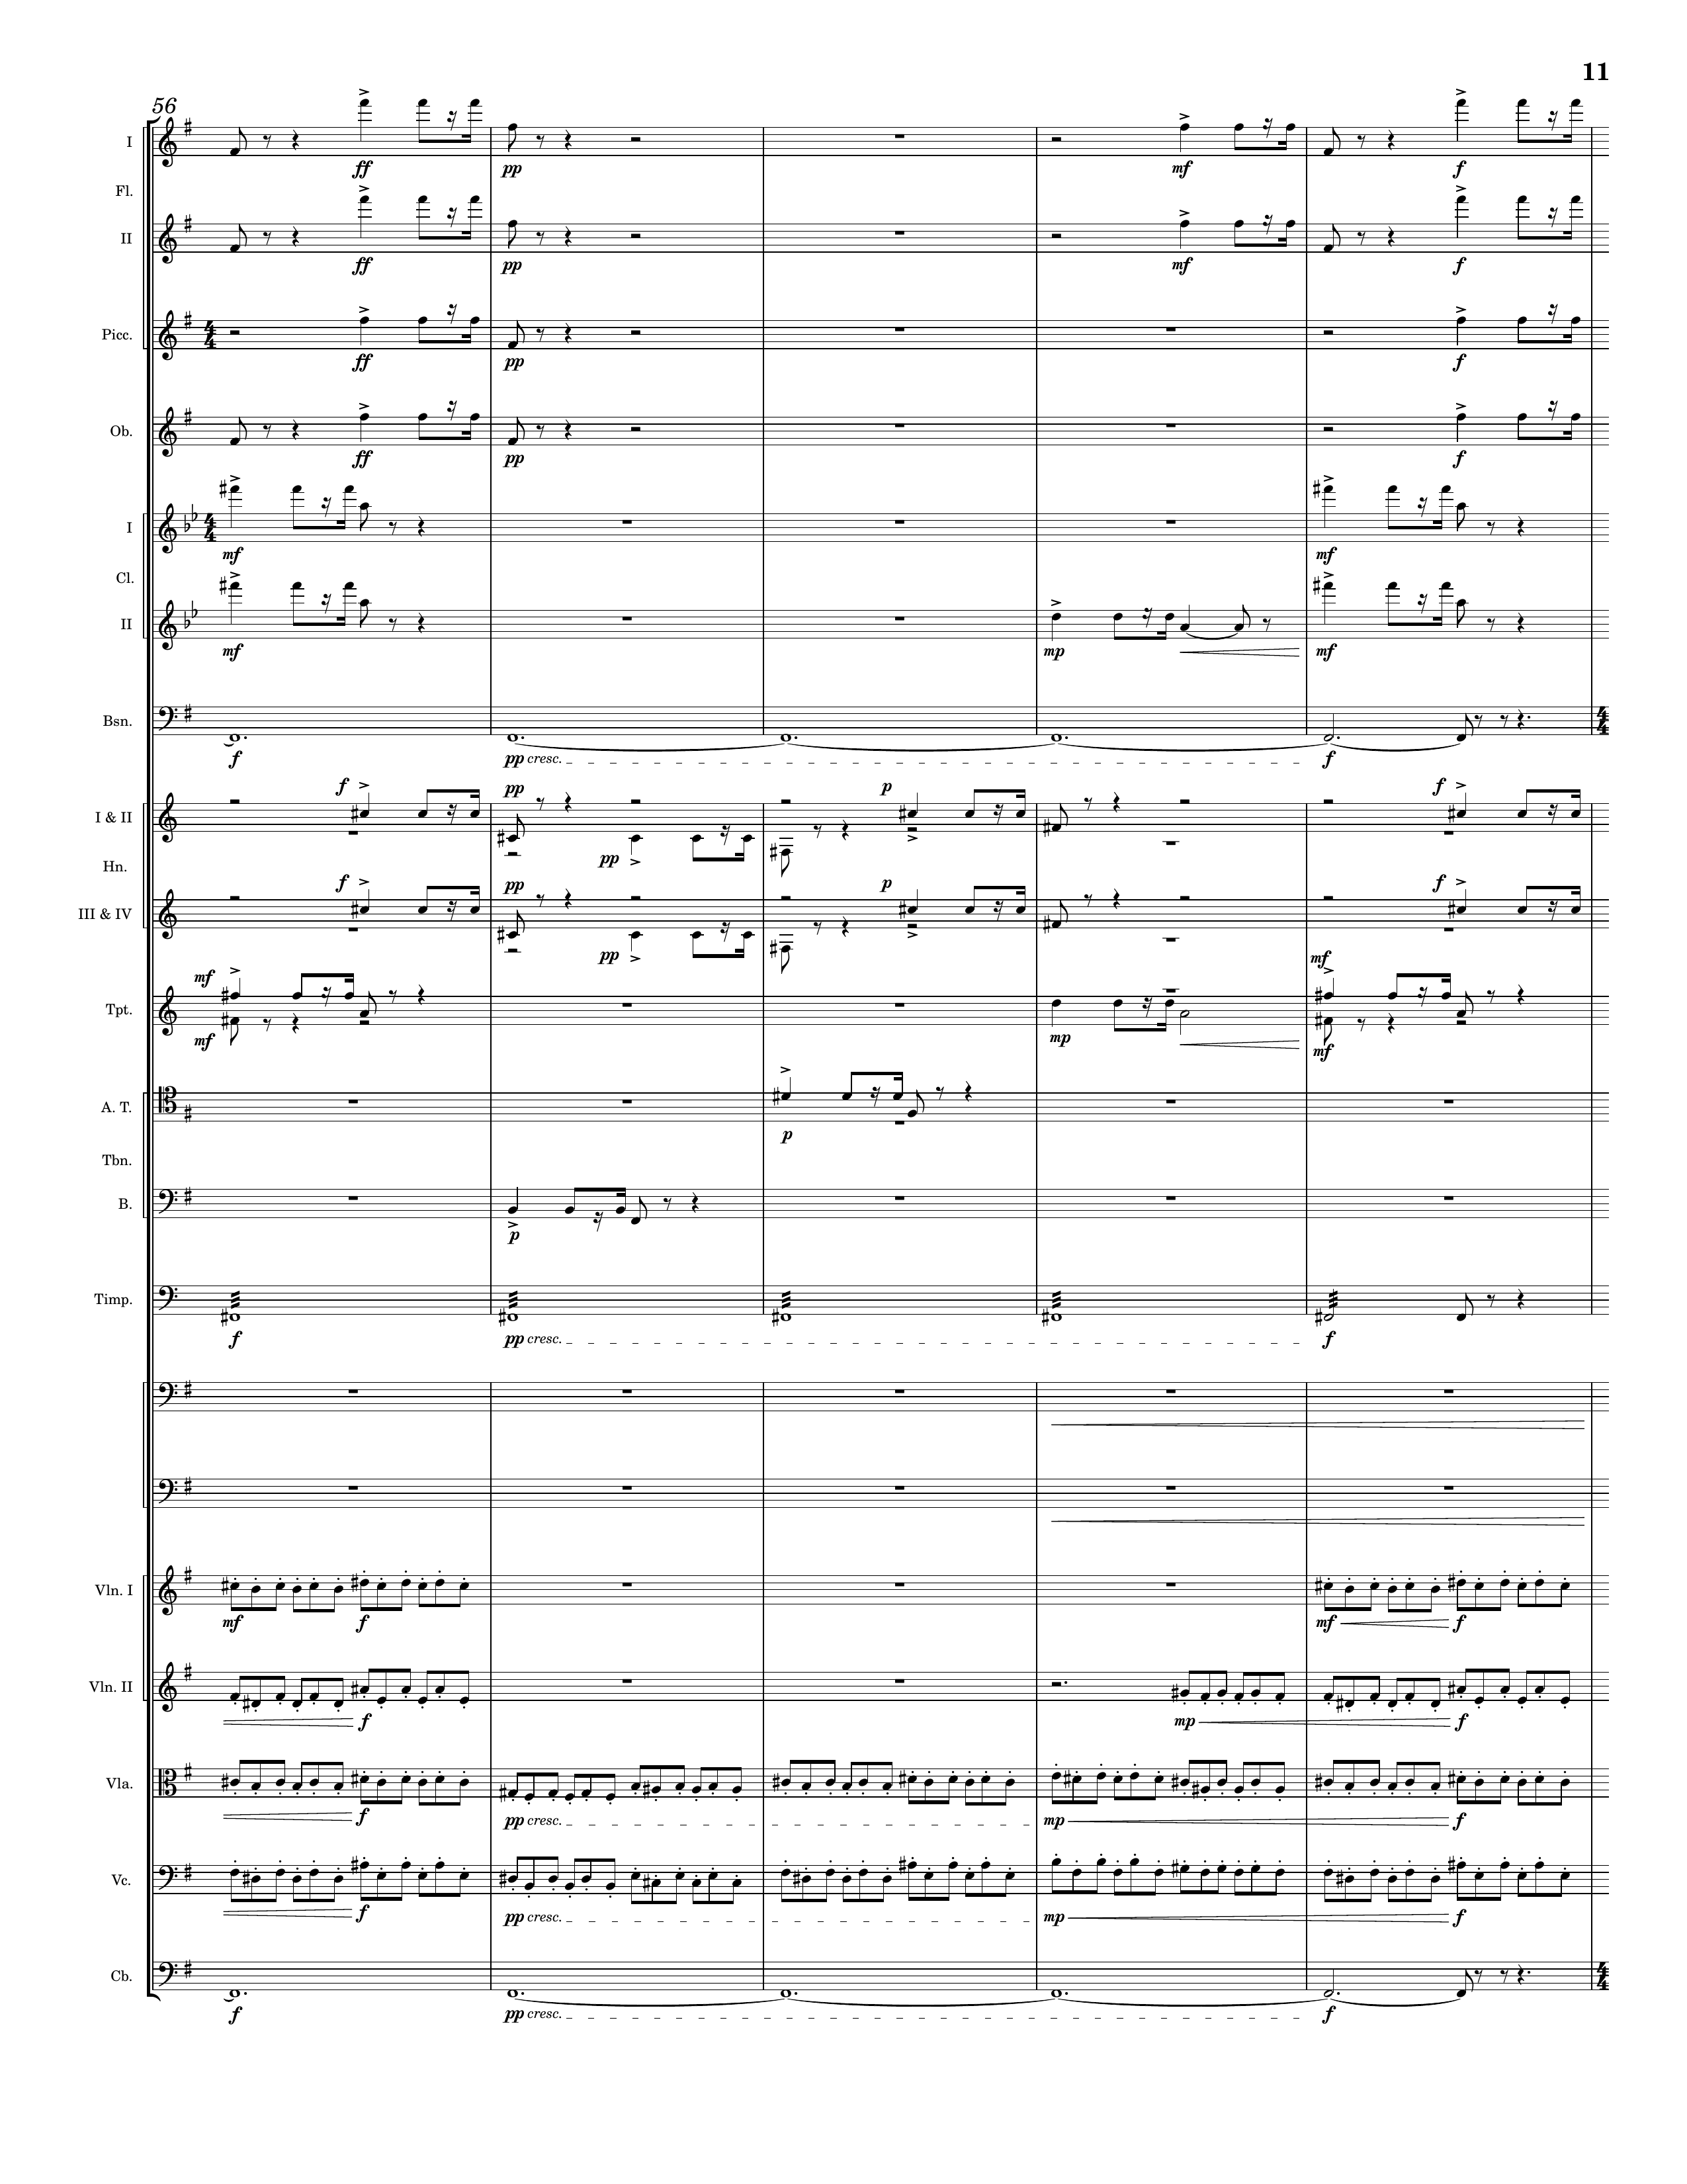 11
56
I
ff pp mf f
Fl.
II
ff pp mf f
Picc.
ff pp f
Ob.
ff pp f
I
mf mf
Cl.
II
mf mp mf
Bsn.
f pp cresc. f
f pp p f
I & II
pp
Hn.
f pp p f
III & IV
pp
mf mf
Tpt.
mf mp mf
A. T.
p
Tbn.
B.
p
Timp.
f pp cresc. f
Vln. I
mf f mf f
Vln. II
f mp f
Vla.
f pp cresc. mp f
Vc.
f pp cresc. mp f
Cb.
f pp cresc. f